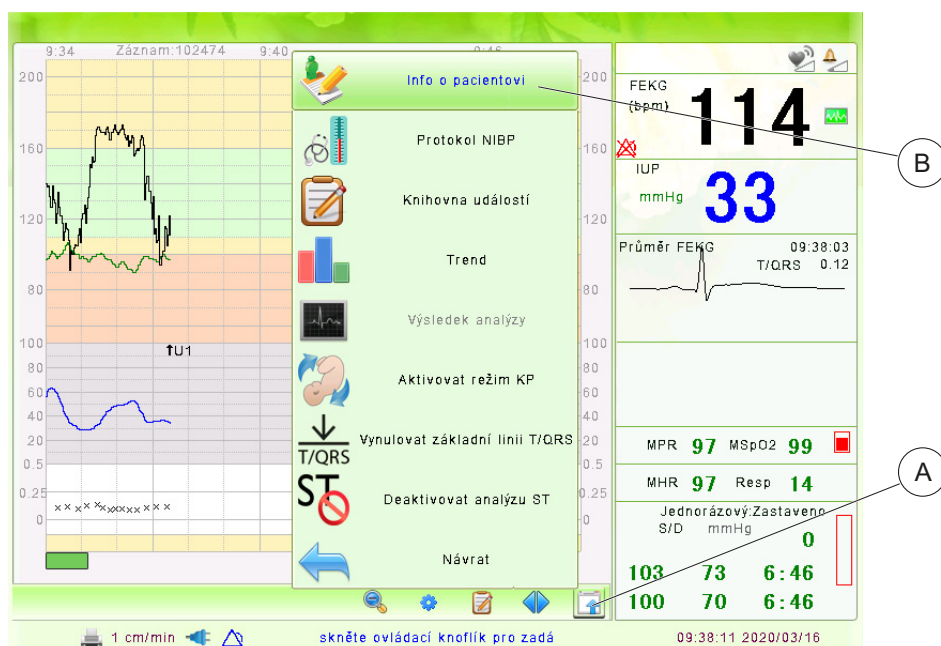 9:34 Záznam:102474 9:40 9:46
200 200
160 160
120 120
80 80
100 100
80 80
60 60
40 40
20 20
0.5 0.5
0.25 0.25
0 0
U1
Info o pacientovi
Protokol NIBP
Knihovna událostí
Trend
Výsledek analýzy
Aktivovat režim KP
T/QRS Vynulovat základní linii T/QRS
ST Deaktivovat analýzu ST
Návrat
FEKG
(bpm) 114
IUP
mmHg 33
Průměr FEKG 09:38:03
T/QRS 0.12
MPR 97 MSpO2 99
MHR 97 Resp 14
Jednorázový:Zastaveno
S/D mmHg
0
103 73 6:46
100 70 6:46
B
A
1 cm/min skněte ovládací knoflík pro zadá 09:38:11 2020/03/16